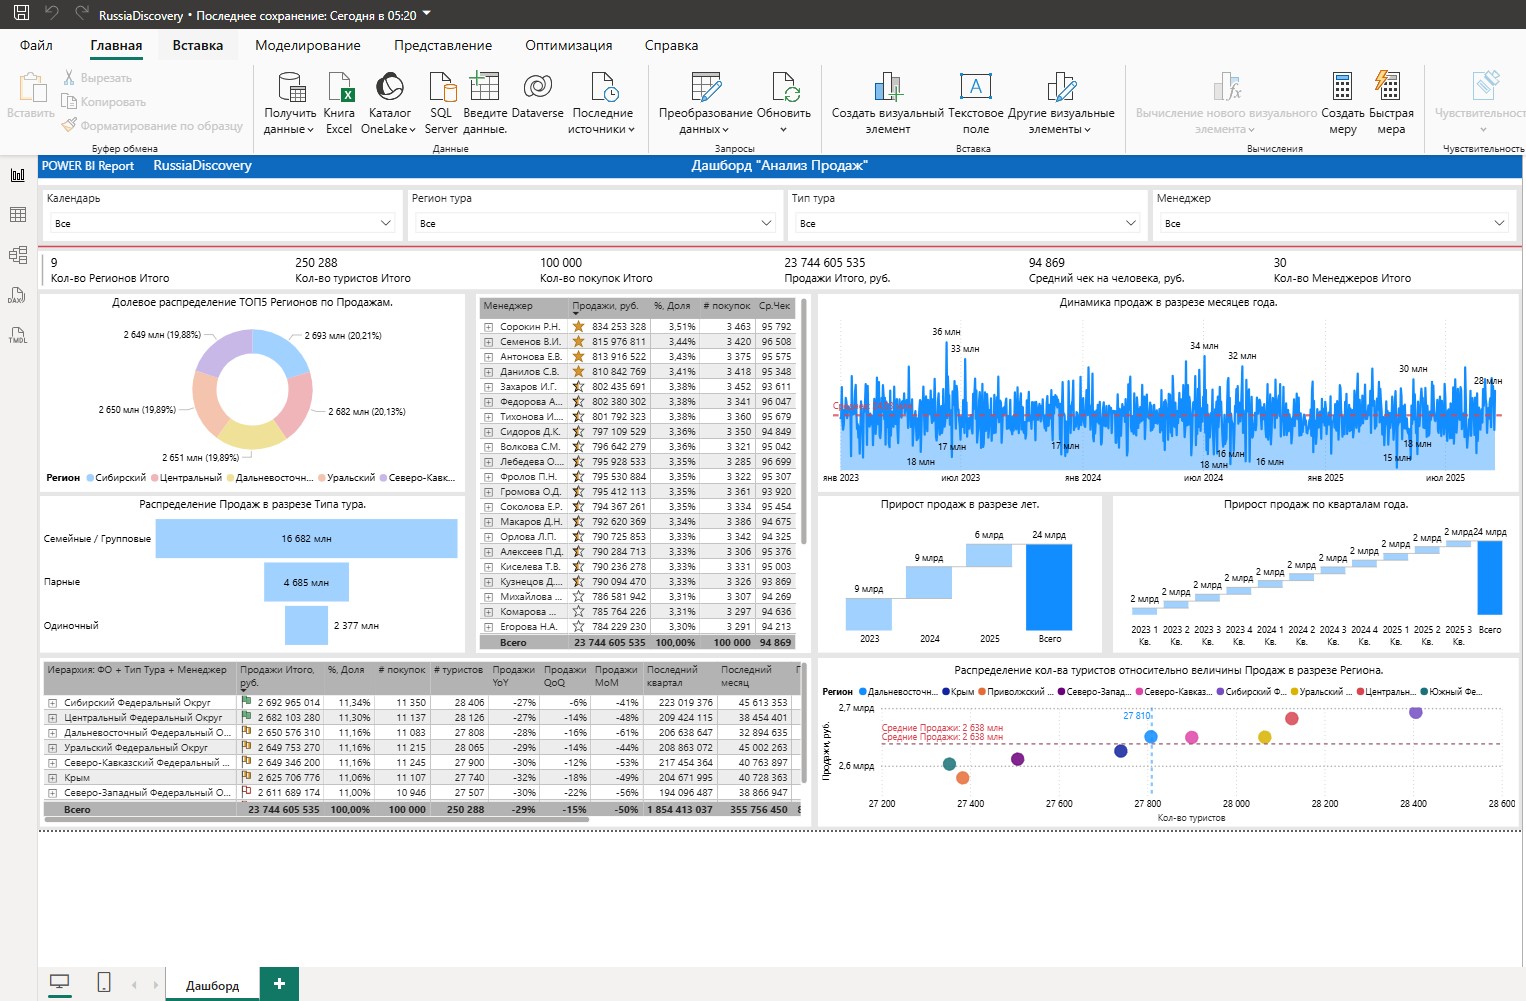 RussiaDiscovery • Последнее сохранение: Сегодня в 05:20
Файл Главная Вставка Моделирование Представление Оптимизация Справка
Вставить
Вырезать
Копировать
Форматирование по образцу
Буфер обмена
Получить данные
Книга Excel
Каталог OneLake
SQL Server
Введите данные.
Dataverse
Последние источники
Данные
Преобразование данных
Обновить
Запросы
Создать визуальный элемент
Текстовое поле
Другие визуальные элементы
Вставка
Вычисление нового визуального элемента
Создать меру
Быстрая мера
Вычисления
Чувствительност
Чувствительность
DAX
TMDL
POWER BI Report RussiaDiscovery Дашборд "Анализ Продаж"
Календарь
Все
Регион тура
Все
Тип тура
Все
Менеджер
Все
9
Кол-во Регионов Итого
250 288
Кол-во туристов Итого
100 000
Кол-во покупок Итого
23 744 605 535
Продажи Итого, руб.
94 869
Средний чек на человека, руб.
30
Кол-во Менеджеров Итого
Долевое распределение ТОП5 Регионов по Продажам.
2 649 млн (19,88%)
2 693 млн (20,21%)
2 650 млн (19,89%)
2 682 млн (20,13%)
2 651 млн (19,89%)
Регион Сибирский Центральный Дальневосточн... Уральский Северо-Кавк...
Распределение Продаж в разрезе Типа тура.
Семейные / Групповые 16 682 млн
Парные 4 685 млн
Одиночный 2 377 млн
Менеджер Продажи, руб. %, Доля # покупок Ср.Чек
Сорокин Р.Н. 834 253 328 3,51% 3 463 95 792
Семенов В.И. 815 976 811 3,44% 3 420 96 508
Антонова Е.В. 813 916 522 3,43% 3 375 95 575
Данилов С.В. 810 842 769 3,41% 3 418 95 348
Захаров И.Г. 802 435 691 3,38% 3 452 93 611
Федорова А... 802 380 302 3,38% 3 341 96 047
Тихонова И.... 801 792 323 3,38% 3 360 95 679
Сидоров Д.К. 797 109 529 3,36% 3 350 94 849
Волкова С.М. 796 642 279 3,36% 3 321 95 042
Лебедева О.... 795 928 533 3,35% 3 285 96 699
Фролов П.Н. 795 530 884 3,35% 3 322 95 307
Громова О.Д. 795 412 113 3,35% 3 361 93 920
Соколова Е.Р. 794 367 261 3,35% 3 334 95 454
Макаров Д.Н. 792 620 369 3,34% 3 386 94 675
Орлова Л.П. 790 725 853 3,33% 3 342 94 325
Алексеев П.Д. 790 284 713 3,33% 3 306 95 376
Киселева Т.В. 790 236 278 3,33% 3 331 95 003
Кузнецов Д.... 790 094 470 3,33% 3 326 93 869
Михайлова ... 786 581 942 3,31% 3 307 94 269
Комарова ... 785 764 226 3,31% 3 297 94 636
Егорова Н.А. 784 229 230 3,30% 3 291 94 213
Всего 23 744 605 535 100,00% 100 000 94 869
Динамика продаж в разрезе месяцев года.
36 млн
33 млн
34 млн
32 млн
30 млн
28 млн
18 млн
17 млн
17 млн
18 млн
16 млн
16 млн
15 млн
18 млн
янв 2023 июл 2023 янв 2024 июл 2024 янв 2025 июл 2025
Прирост продаж в разрезе лет.
9 млрд
9 млрд
6 млрд
24 млрд
2023 2024 2025 Всего
Прирост продаж по кварталам года.
2 млрд 2 млрд 2 млрд 2 млрд 2 млрд 2 млрд 2 млрд 2 млрд 2 млрд 2 млрд 2 млрд 24 млрд
2023 1 Кв. 2023 2 Кв. 2023 3 Кв. 2023 4 Кв. 2024 1 Кв. 2024 2 Кв. 2024 3 Кв. 2024 4 Кв. 2025 1 Кв. 2025 2 Кв. 2025 3 Кв. Всего
Иерархия: ФО + Тип Тура + Менеджер Продажи Итого, руб. %, Доля # покупок # туристов Продажи YoY Продажи QoQ Продажи MoM Последний квартал Последний месяц
Сибирский Федеральный Округ 2 692 965 014 11,34% 11 350 28 406 -27% -6% -41% 223 019 376 45 613 353
Центральный Федеральный Округ 2 682 103 280 11,30% 11 137 28 126 -27% -14% -48% 209 424 115 38 454 401
Дальневосточный Федеральный О... 2 650 576 310 11,16% 11 083 27 808 -28% -16% -61% 206 638 647 32 894 635
Уральский Федеральный Округ 2 649 753 270 11,16% 11 215 28 065 -29% -14% -44% 208 863 072 45 002 263
Северо-Кавказский Федеральный ... 2 649 346 200 11,16% 11 245 27 900 -30% -12% -53% 217 454 364 40 763 897
Крым 2 625 706 776 11,06% 11 107 27 740 -32% -18% -49% 204 671 995 40 728 363
Северо-Западный Федеральный О... 2 611 689 174 11,00% 10 946 27 507 -30% -22% -56% 194 096 487 38 866 947
Всего 23 744 605 535 100,00% 100 000 250 288 -29% -15% -50% 1 854 413 037 355 756 450
Распределение кол-ва туристов относительно величины Продаж в разрезе Региона.
Регион Дальневосточн... Крым Приволжский ... Северо-Запад... Северо-Кавказ... Сибирский Ф... Уральский ... Центральн... Южный Фе...
2,7 млрд
27 810
Средние Продажи: 2 638 млн
Средние Продажи: 2 638 млн
Продажи, руб.
2,6 млрд
27 200 27 400 27 600 27 800 28 000 28 200 28 400 28 600
Кол-во туристов
Дашборд